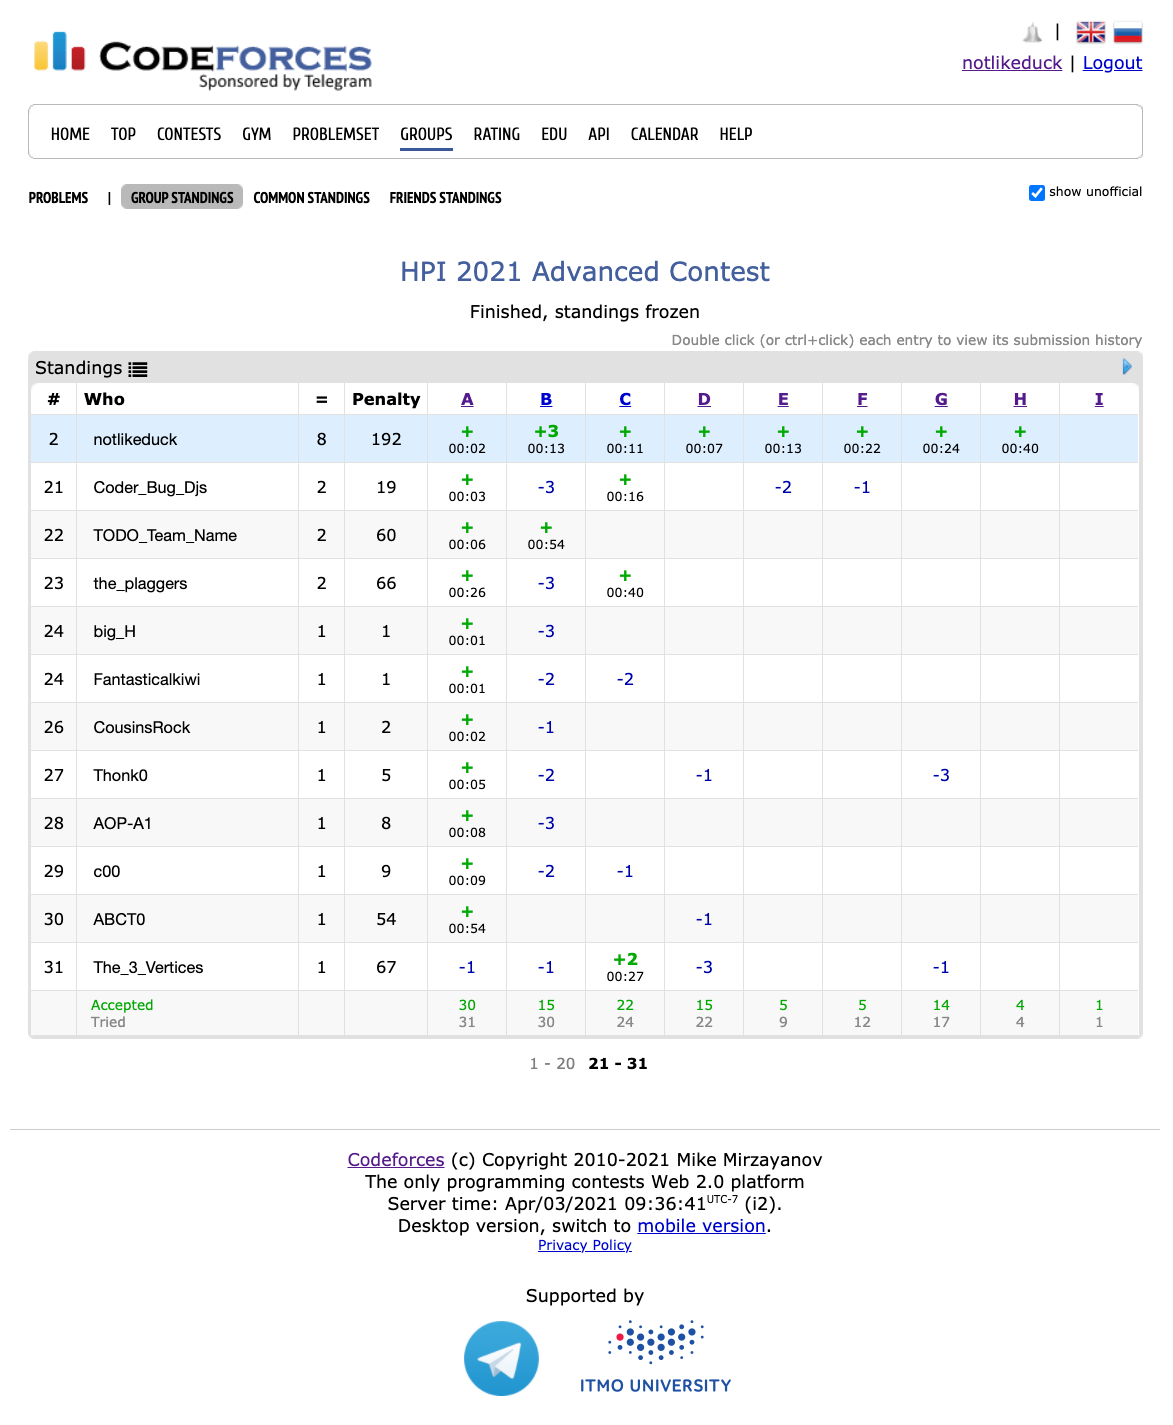 CODEFORCES
Sponsored by Telegram
|
notlikeduck | Logout
HOME TOP CONTESTS GYM PROBLEMSET GROUPS RATING EDU API CALENDAR HELP
PROBLEMS | GROUP STANDINGS COMMON STANDINGS FRIENDS STANDINGS
show unofficial
HPI 2021 Advanced Contest
Finished, standings frozen
Double click (or ctrl+click) each entry to view its submission history
Standings
# Who = Penalty A B C D E F G H I
2 notlikeduck 8 192 + +3 + + + + + +
00:02 00:13 00:11 00:07 00:13 00:22 00:24 00:40
21 Coder_Bug_Djs 2 19 + -3 + -2 -1
00:03 00:16
22 TODO_Team_Name 2 60 + +
00:06 00:54
23 the_plaggers 2 66 + -3 +
00:26 00:40
24 big_H 1 1 + -3
00:01
24 Fantasticalkiwi 1 1 + -2 -2
00:01
26 CousinsRock 1 2 + -1
00:02
27 Thonk0 1 5 + -2 -1 -3
00:05
28 AOP-A1 1 8 + -3
00:08
29 c00 1 9 + -2 -1
00:09
30 ABCT0 1 54 + -1
00:54
31 The_3_Vertices 1 67 -1 -1 +2 -3 -1
00:27
Accepted 30 15 22 15 5 5 14 4 1
Tried 31 30 24 22 9 12 17 4 1
1 - 20 21 - 31
Codeforces (c) Copyright 2010-2021 Mike Mirzayanov
The only programming contests Web 2.0 platform
Server time: Apr/03/2021 09:36:41UTC-7 (i2).
Desktop version, switch to mobile version.
Privacy Policy
Supported by
ITMO UNIVERSITY